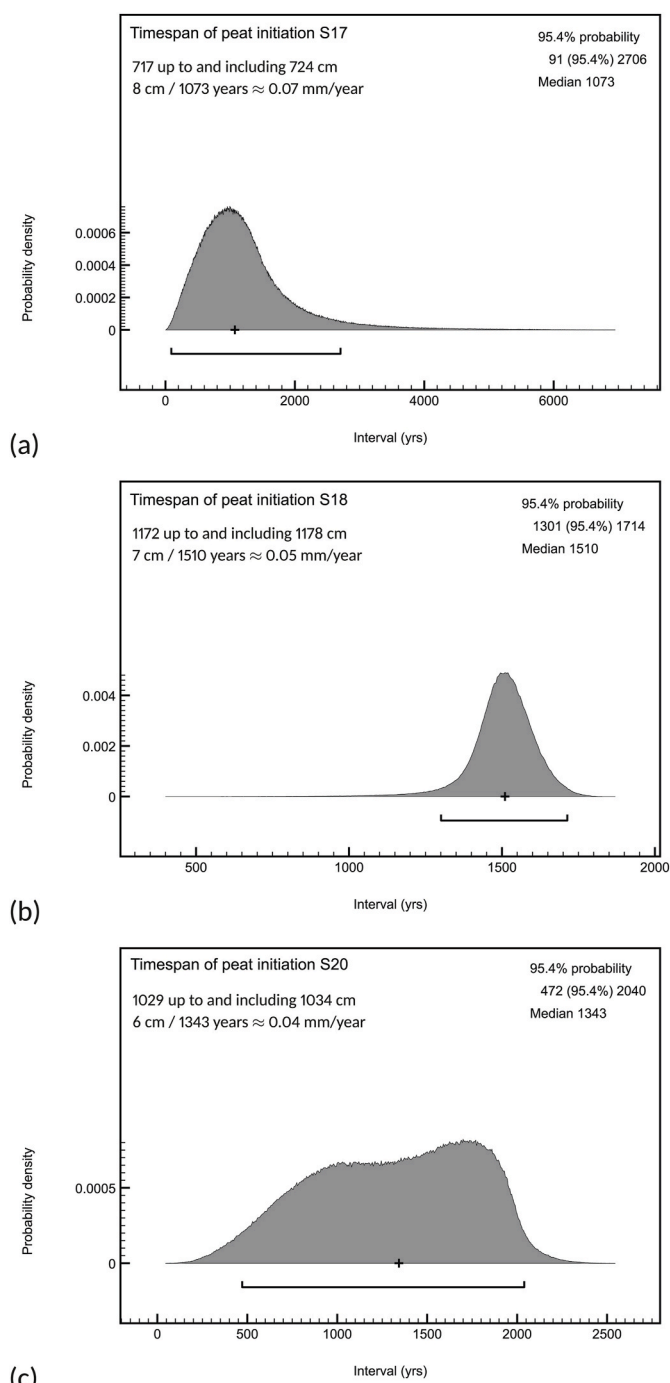 Timespan of peat initiation S17
717 up to and including 724 cm
8 cm / 1073 years ≈ 0.07 mm/year
95.4% probability
91 (95.4%) 2706
Median 1073
Probability density
0.0006
0.0004
0.0002
0
0 2000 4000 6000
Interval (yrs)
(a)
Timespan of peat initiation S18
1172 up to and including 1178 cm
7 cm / 1510 years ≈ 0.05 mm/year
95.4% probability
1301 (95.4%) 1714
Median 1510
Probability density
0.004
0.002
0
500 1000 1500 2000
Interval (yrs)
(b)
Timespan of peat initiation S20
1029 up to and including 1034 cm
6 cm / 1343 years ≈ 0.04 mm/year
95.4% probability
472 (95.4%) 2040
Median 1343
Probability density
0.0005
0
0 500 1000 1500 2000 2500
Interval (yrs)
(c)